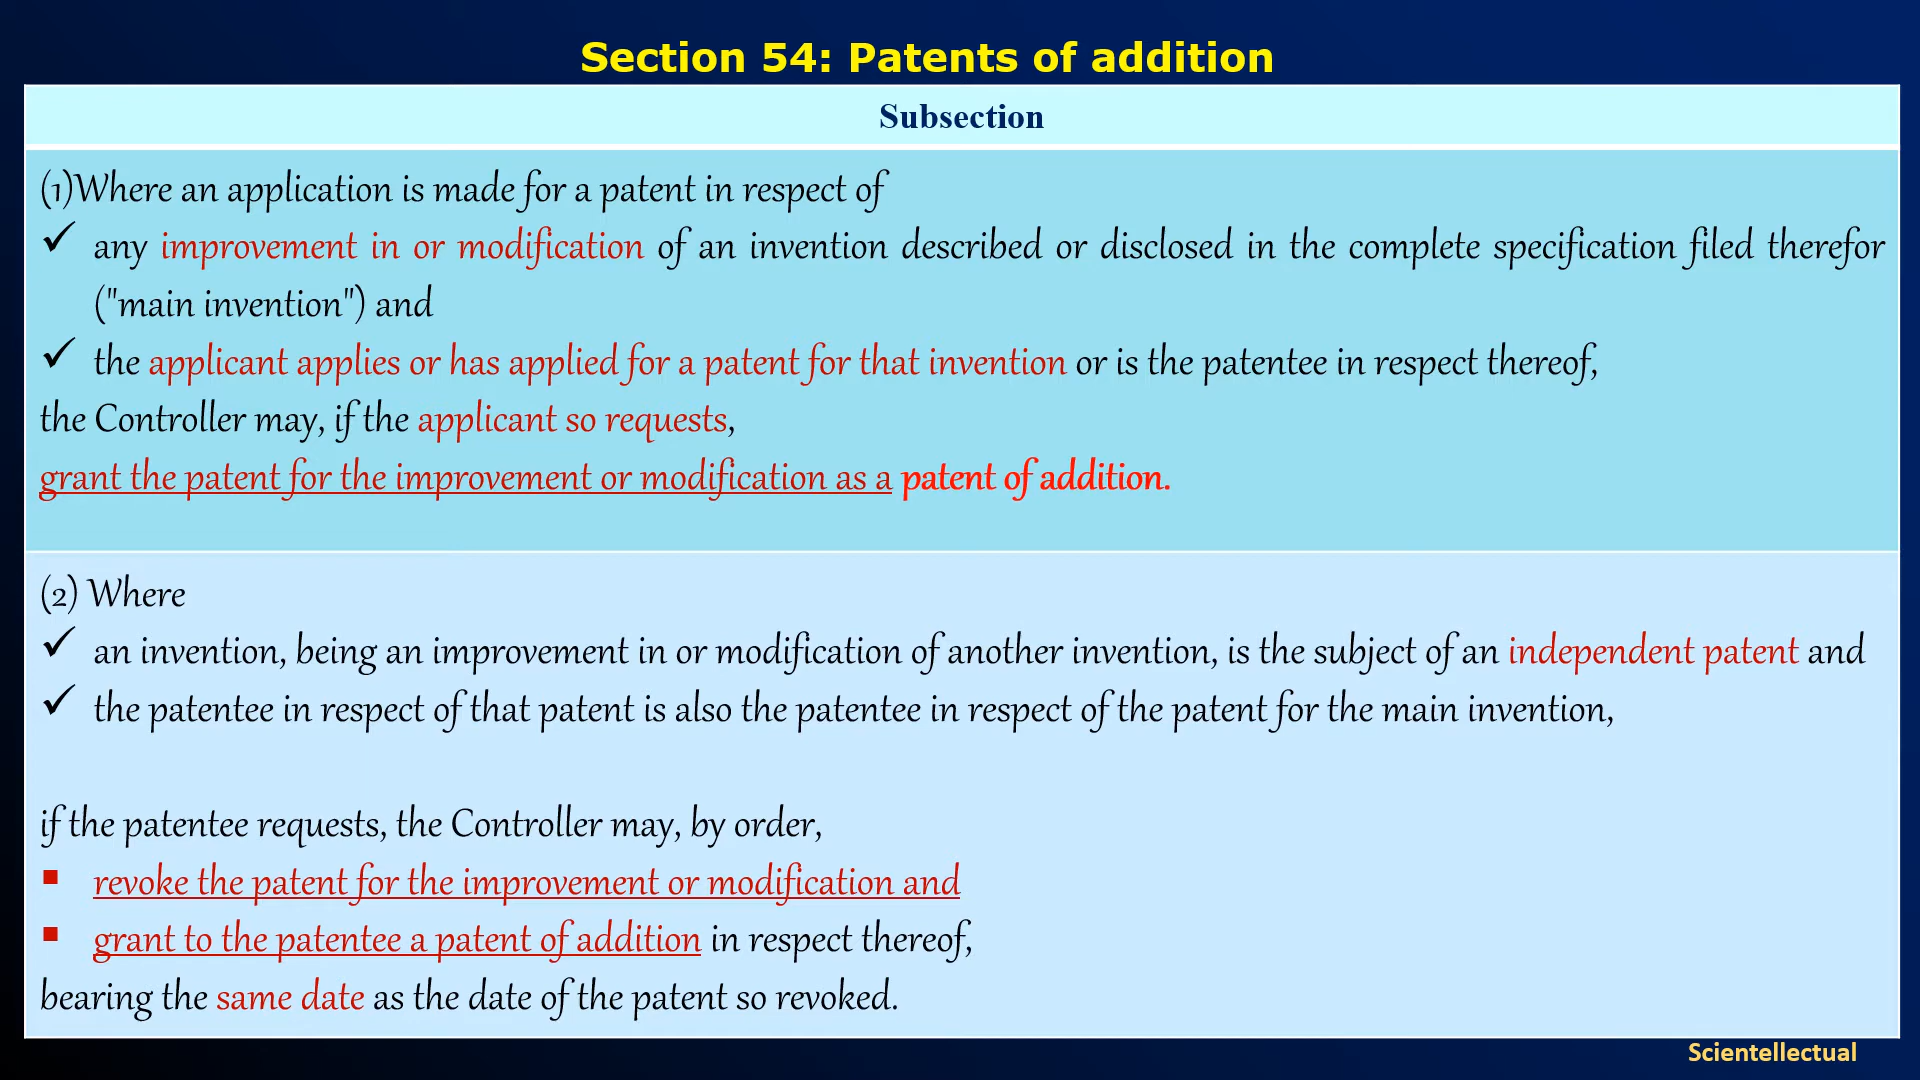 Section 54: Patents of addition
Subsection
(1)Where an application is made for a patent in respect of
✓ any improvement in or modification of an invention described or disclosed in the complete specification filed therefor
("main invention") and
✓ the applicant applies or has applied for a patent for that invention or is the patentee in respect thereof,
the Controller may, if the applicant so requests,
grant the patent for the improvement or modification as a patent of addition.
(2) Where
✓ an invention, being an improvement in or modification of another invention, is the subject of an independent patent and
✓ the patentee in respect of that patent is also the patentee in respect of the patent for the main invention,
if the patentee requests, the Controller may, by order,
▪ revoke the patent for the improvement or modification and
▪ grant to the patentee a patent of addition in respect thereof,
bearing the same date as the date of the patent so revoked.
Scientellectual